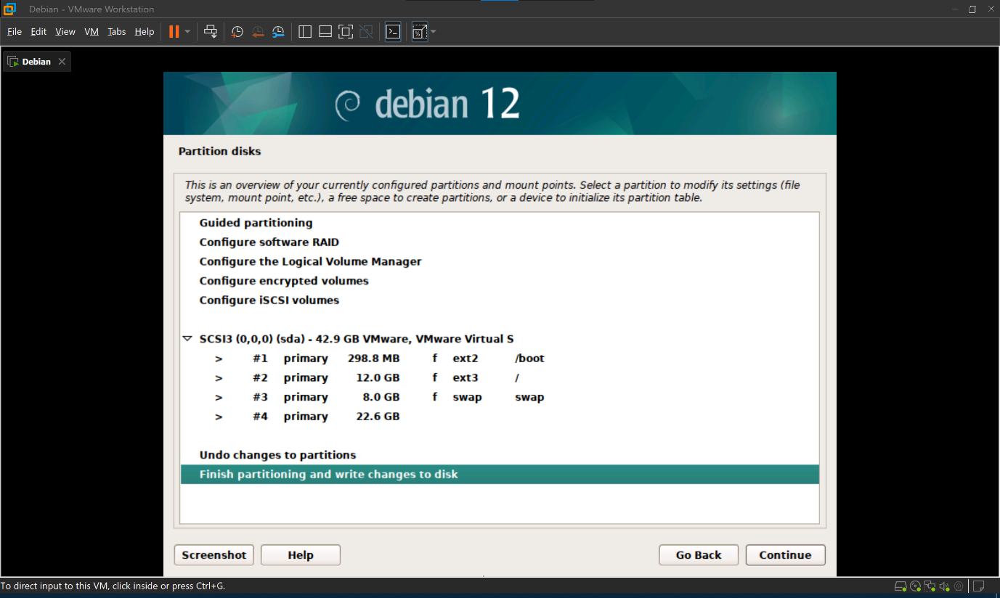 Debian - VMware Workstation
File Edit View VM Tabs Help
Debian
debian 12
Partition disks
This is an overview of your currently configured partitions and mount points. Select a partition to modify its settings (file
system, mount point, etc.), a free space to create partitions, or a device to initialize its partition table.
Guided partitioning
Configure software RAID
Configure the Logical Volume Manager
Configure encrypted volumes
Configure iSCSI volumes
SCSI3 (0,0,0) (sda) - 42.9 GB VMware, VMware Virtual S
> #1 primary 298.8 MB f ext2 /boot
> #2 primary 12.0 GB f ext3 /
> #3 primary 8.0 GB f swap swap
> #4 primary 22.6 GB
Undo changes to partitions
Finish partitioning and write changes to disk
Screenshot Help Go Back Continue
To direct input to this VM, click inside or press Ctrl+G.